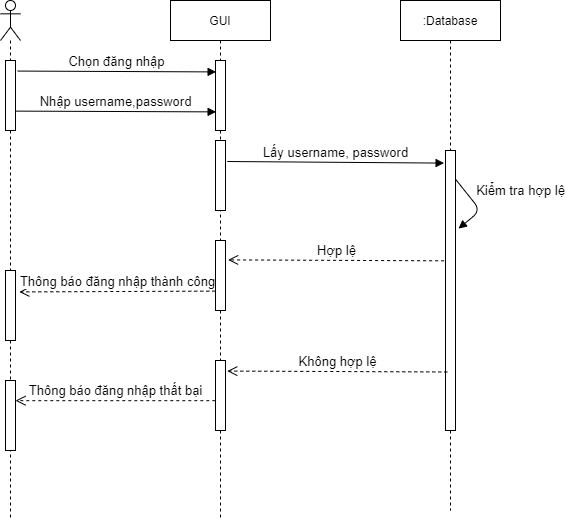 GUI
:Database
Chọn đăng nhập
Nhập username,password
Lấy username, password
Kiểm tra hợp lệ
Hợp lệ
Thông báo đăng nhập thành công
Không hợp lệ
Thông báo đăng nhập thất bại